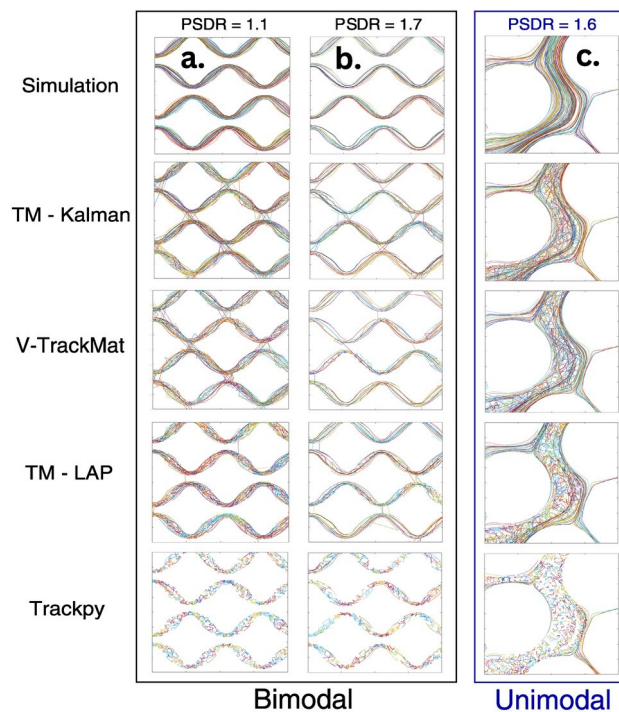 PSDR = 1.1 PSDR = 1.7 PSDR = 1.6
a. b. c.
Simulation
TM - Kalman
V-TrackMat
TM - LAP
Trackpy
Bimodal Unimodal